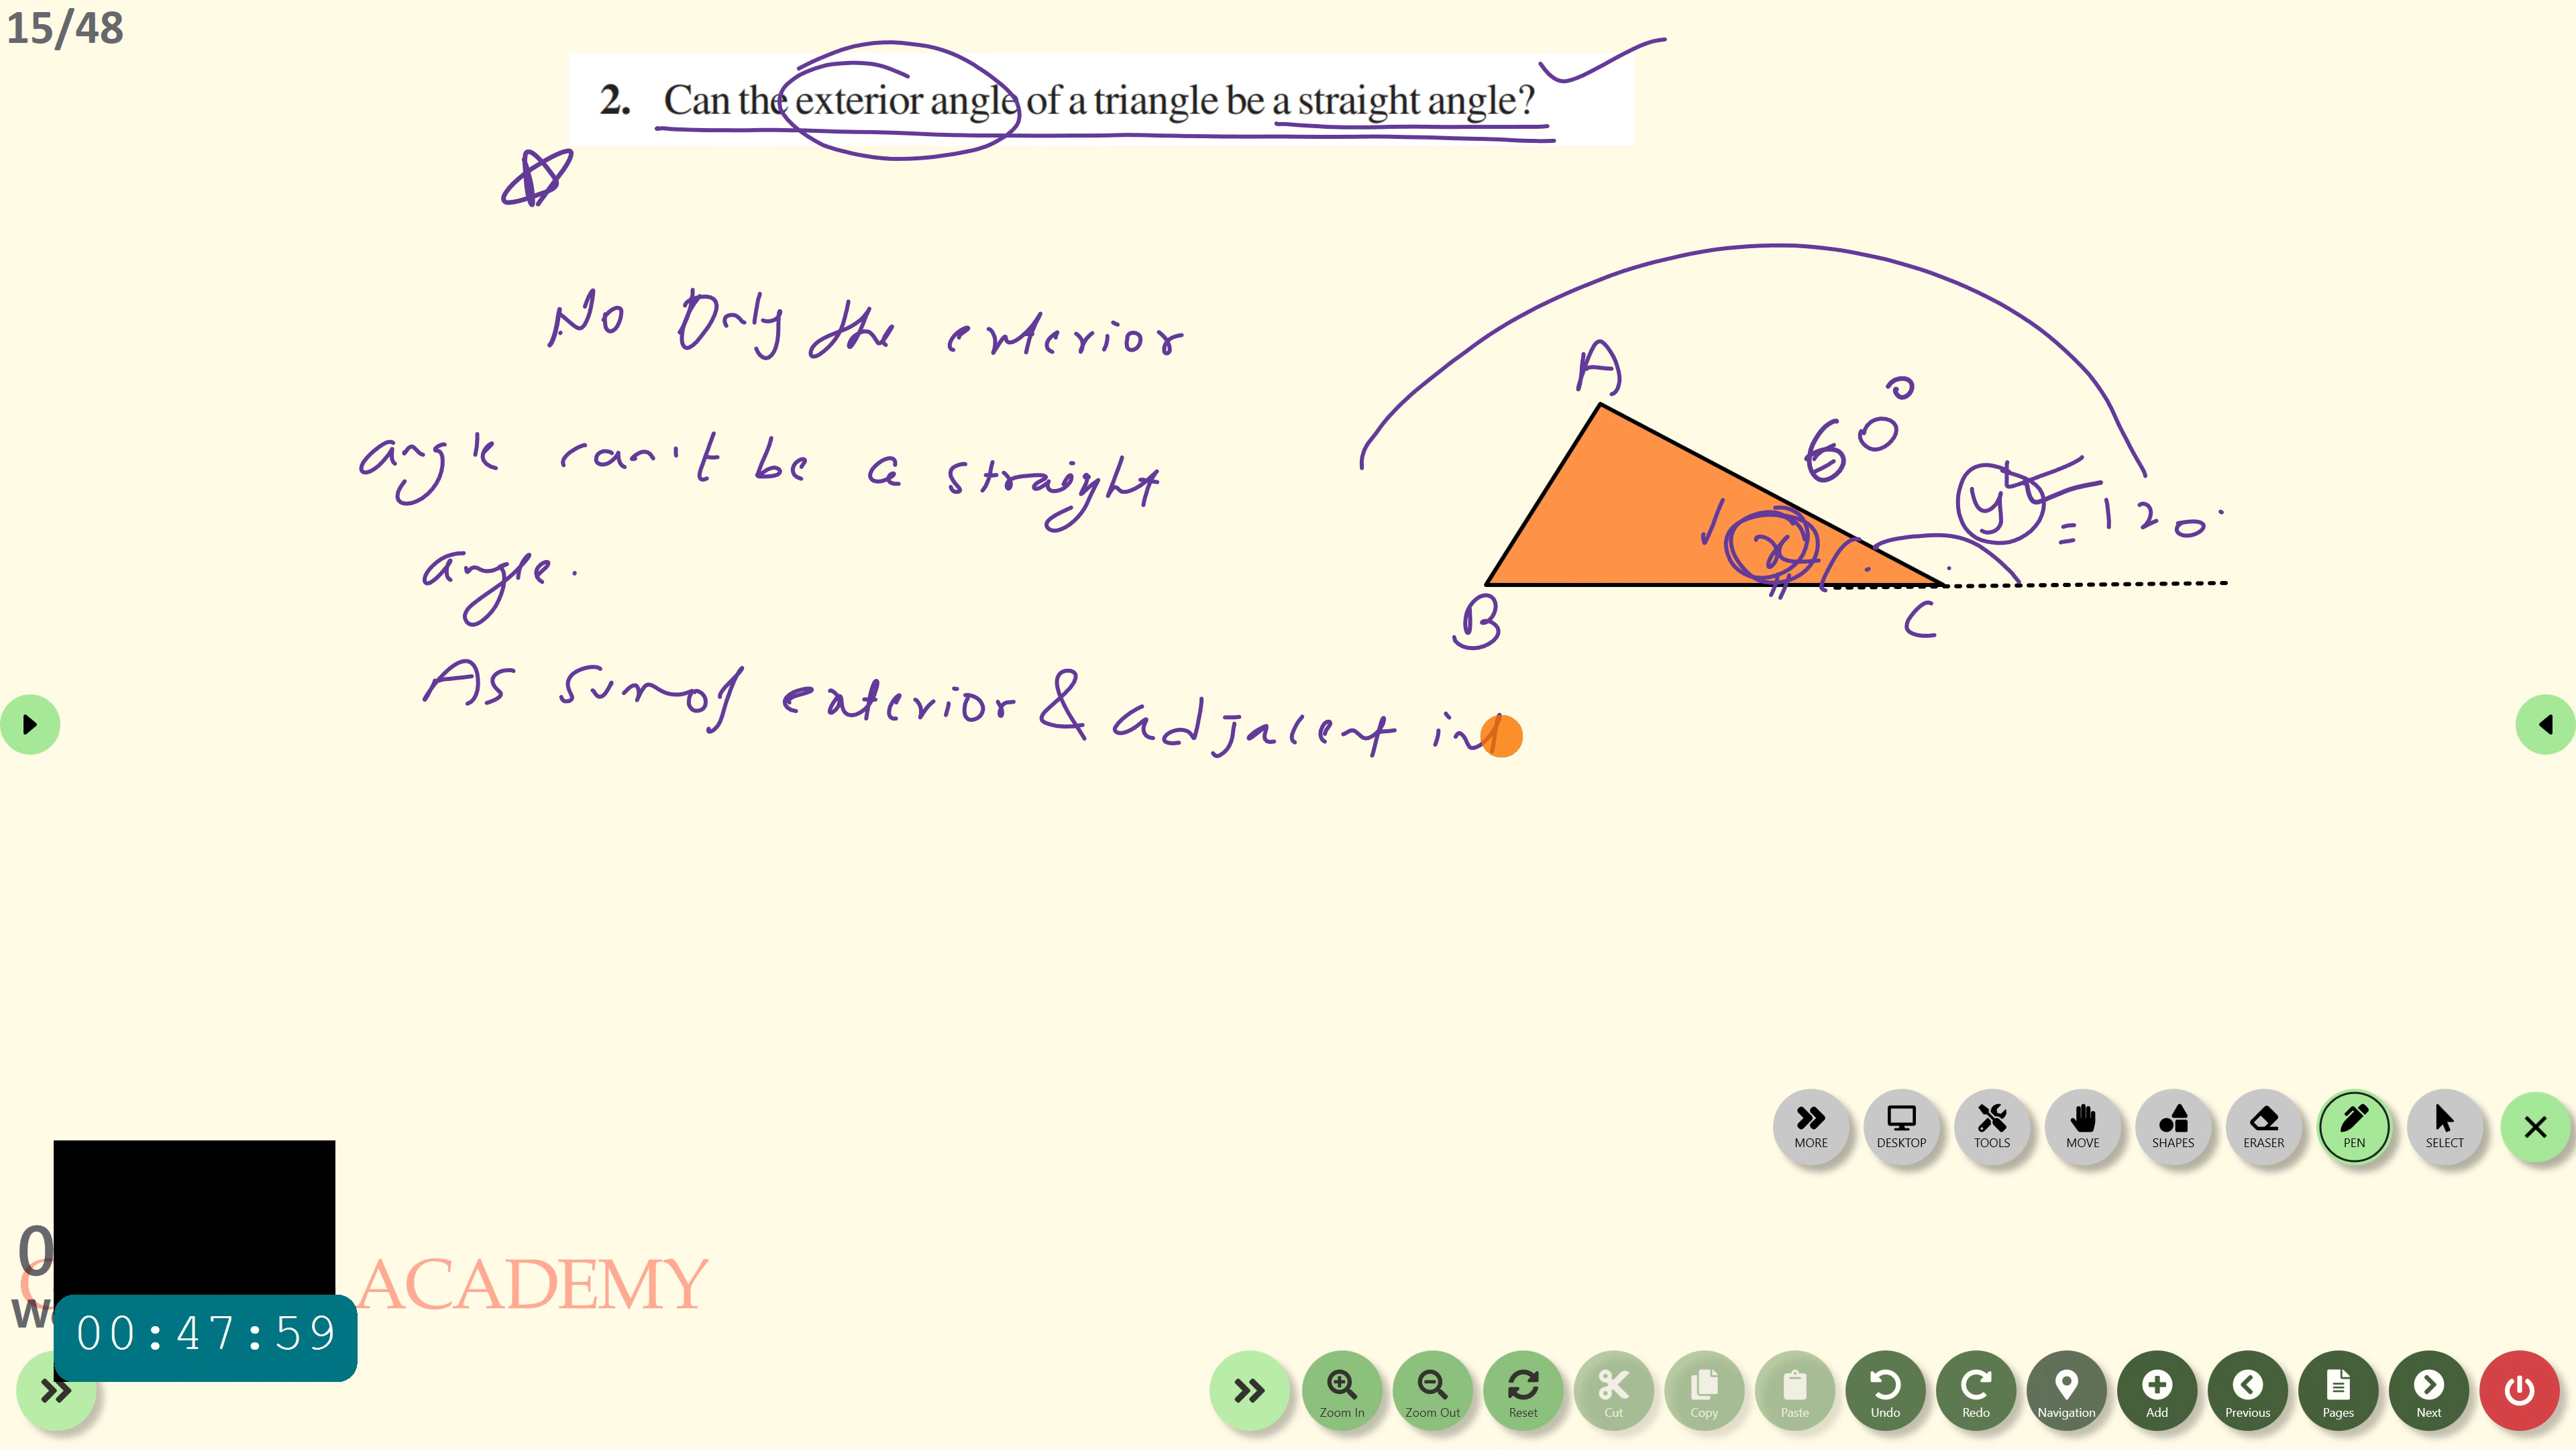 15/48
2. Can the exterior angle of a triangle be a straight angle?
No Only the exterior
angle can't be a straight
angle.
As sum of exterior & adjacent in
A
60°
y = 120°
x
B
C
MORE
DESKTOP
TOOLS
MOVE
SHAPES
ERASER
PEN
SELECT
ACADEMY
00:47:59
Zoom In
Zoom Out
Reset
Cut
Copy
Paste
Undo
Redo
Navigation
Add
Previous
Pages
Next